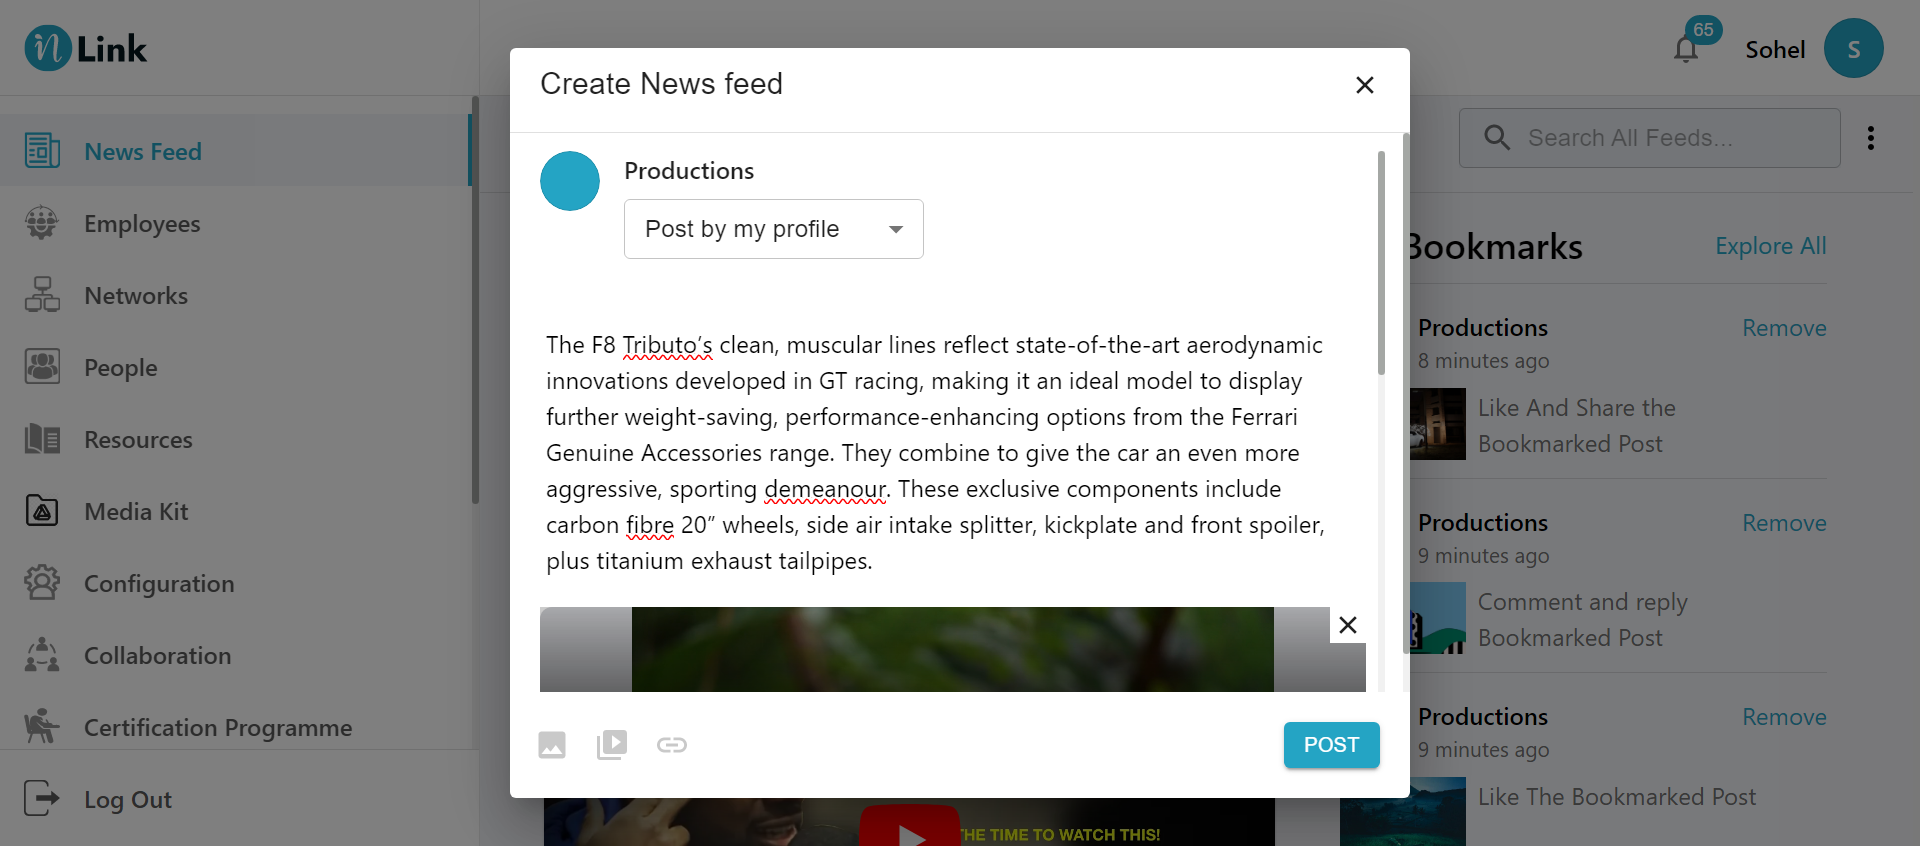 n Link
65
Sohel
S
News Feed
Employees
Networks
People
Resources
Media Kit
Configuration
Collaboration
Certification Programme
Log Out
Create News feed
Productions
Post by my profile
The F8 Tributo’s clean, muscular lines reflect state-of-the-art aerodynamic
innovations developed in GT racing, making it an ideal model to display
further weight-saving, performance-enhancing options from the Ferrari
Genuine Accessories range. They combine to give the car an even more
aggressive, sporting demeanour. These exclusive components include
carbon fibre 20” wheels, side air intake splitter, kickplate and front spoiler,
plus titanium exhaust tailpipes.
POST
THE TIME TO WATCH THIS!
Search All Feeds...
Bookmarks
Explore All
Productions
Remove
8 minutes ago
Like And Share the
Bookmarked Post
Productions
Remove
9 minutes ago
Comment and reply
Bookmarked Post
Productions
Remove
9 minutes ago
Like The Bookmarked Post